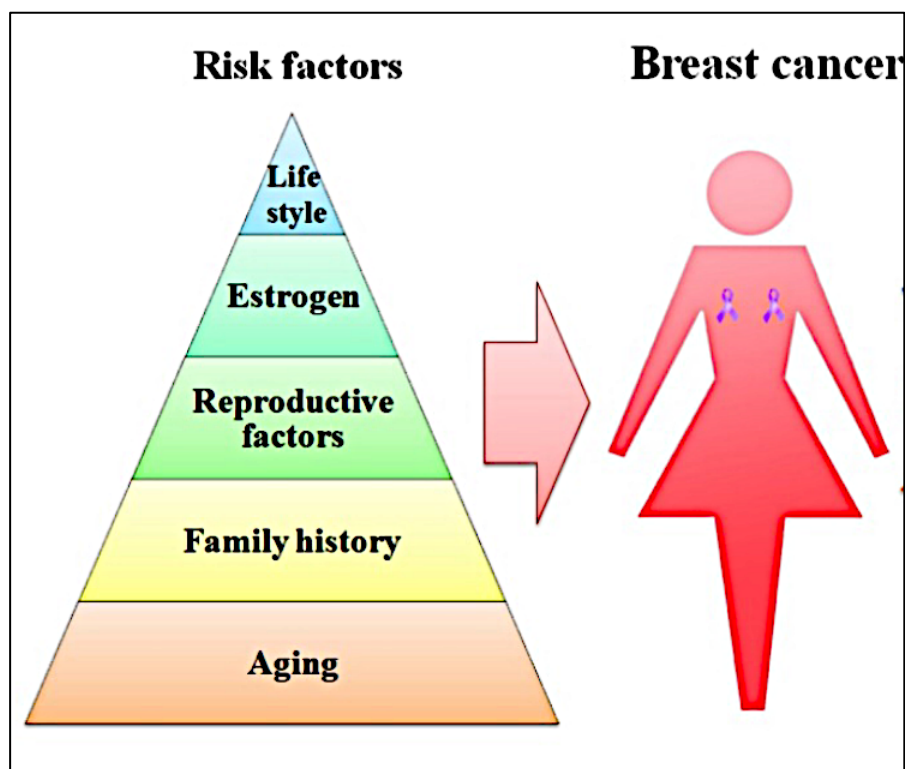 Risk factors
Breast cancer
Life
style
Estrogen
Reproductive
factors
Family history
Aging